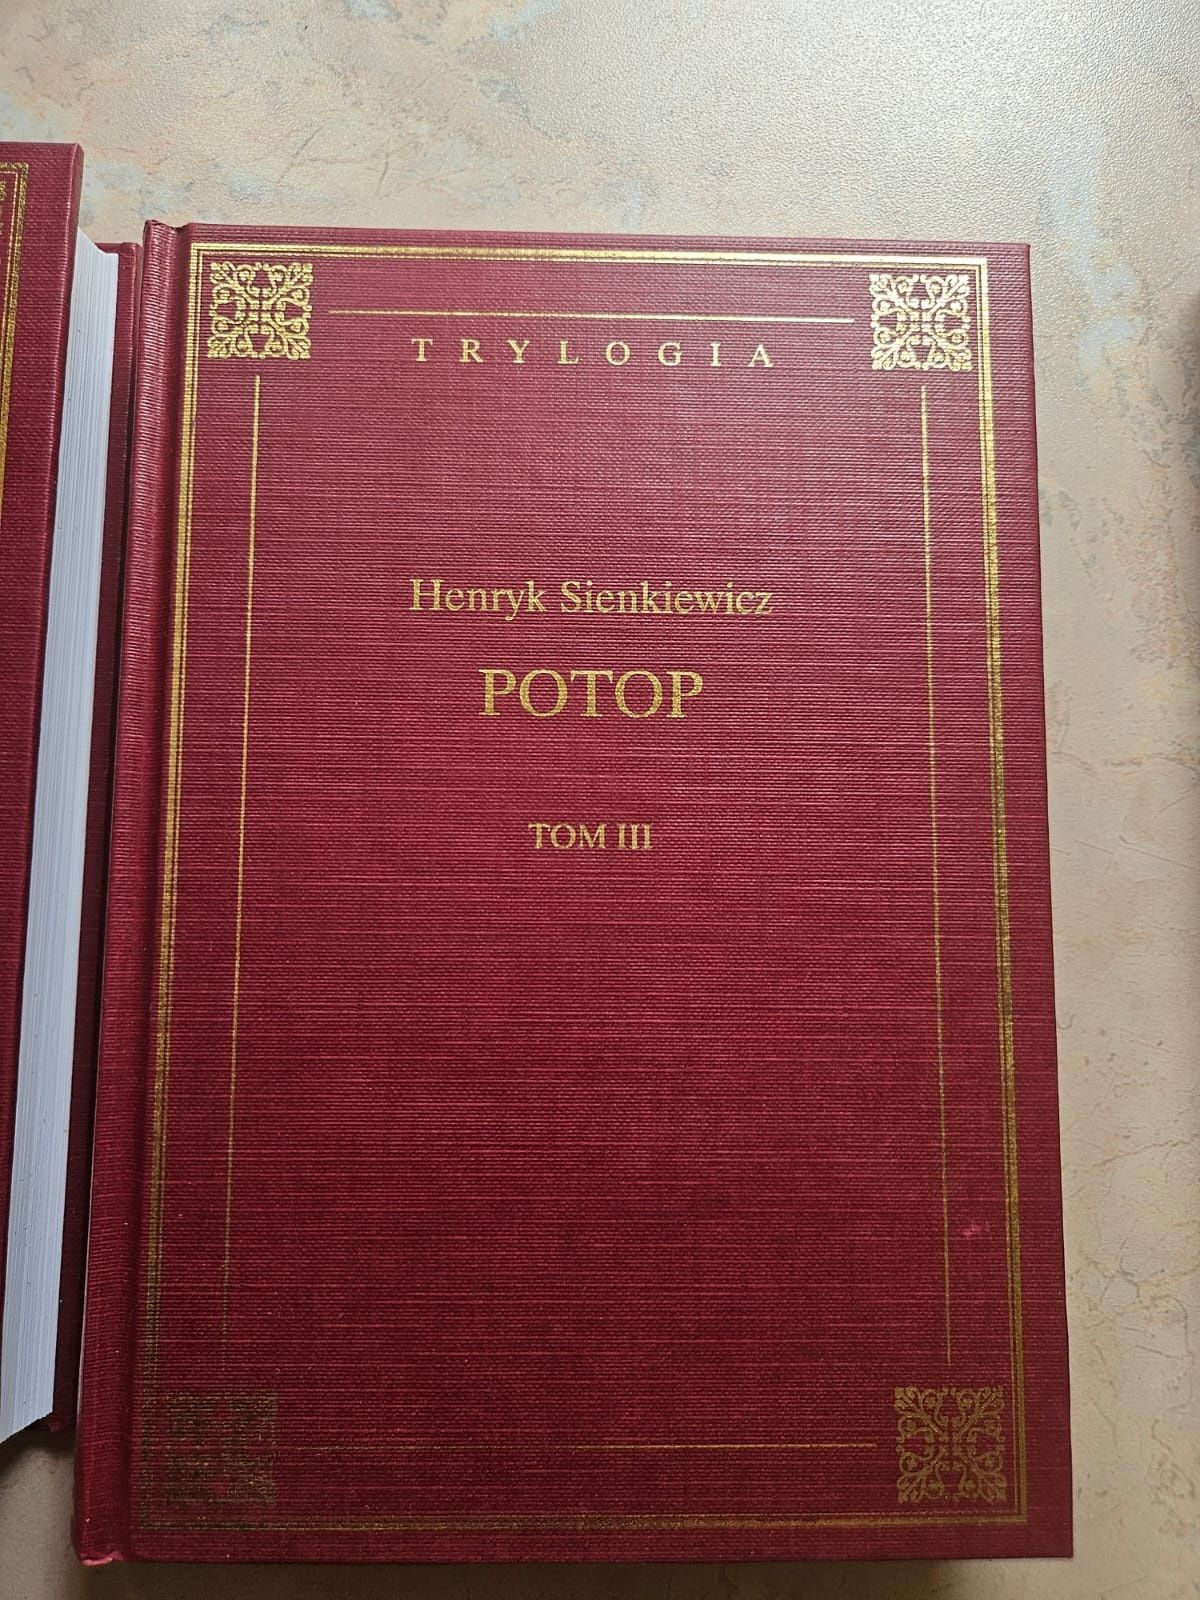 TRYLOGIA
Henryk Sienkiewicz
POTOP
TOM III